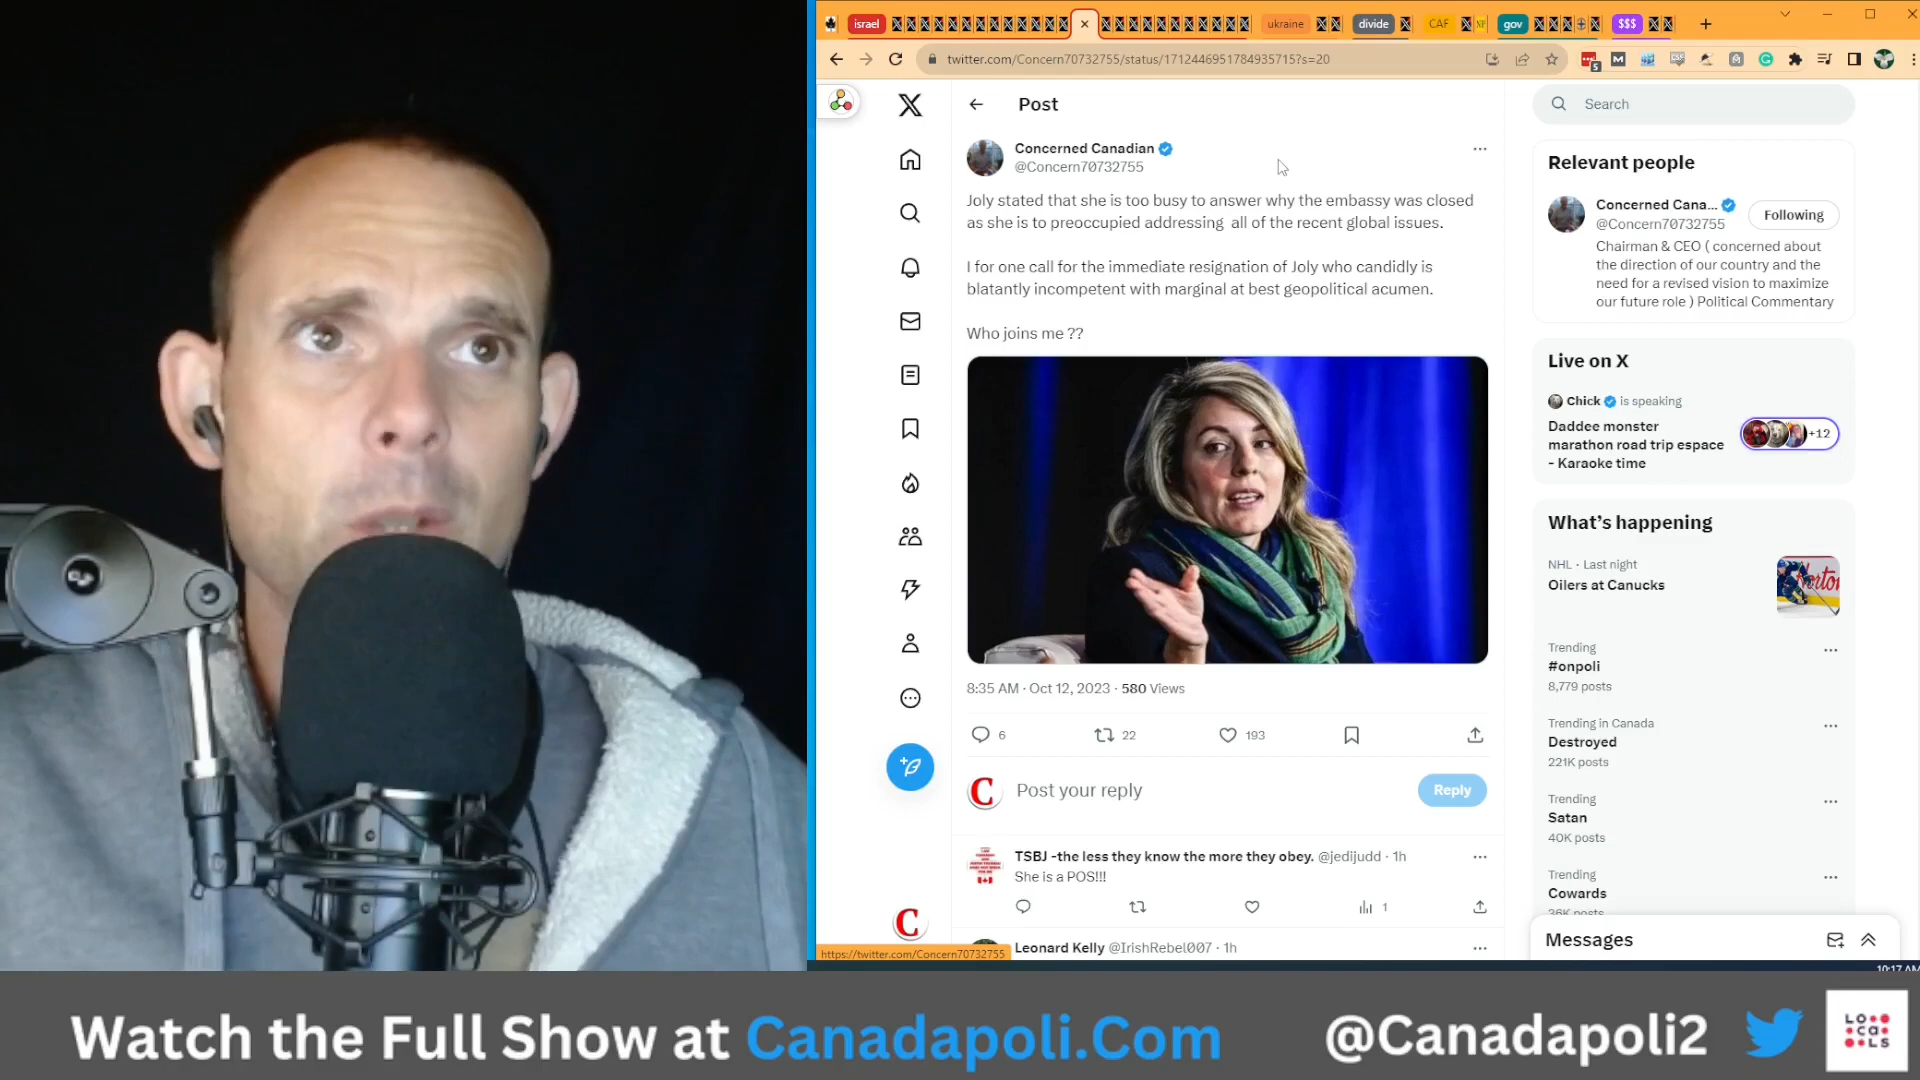 israel
ukraine
divide
CAF
gov
$$$
twitter.com/Concern70732755/status/1712446951784935715?s=20
Post
Search
Concerned Canadian
@Concern70732755
Joly stated that she is too busy to answer why the embassy was closed
as she is to preoccupied addressing all of the recent global issues.
I for one call for the immediate resignation of Joly who candidly is
blatantly incompetent with marginal at best geopolitical acumen.
Who joins me ??
8:35 AM · Oct 12, 2023 · 580 Views
6 22 193
Post your reply
Reply
TSBJ -the less they know the more they obey. @jedijudd · 1h
She is a POS!!!
1
Leonard Kelly @IrishRebel007 · 1h
https://twitter.com/Concern70732755
Relevant people
Concerned Cana...
@Concern70732755
Following
Chairman & CEO ( concerned about
the direction of our country and the
need for a revised vision to maximize
our future role ) Political Commentary
Live on X
Chick is speaking
Daddee monster
marathon road trip espace
- Karaoke time
+12
What's happening
NHL · Last night
Oilers at Canucks
Trending
#onpoli
8,779 posts
Trending in Canada
Destroyed
221K posts
Trending
Satan
40K posts
Trending
Cowards
36K posts
Messages
10:17 AM
Watch the Full Show at Canadapoli.Com
@Canadapoli2
LOcaLS